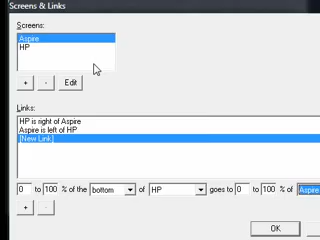 Screens & Links
Screens:
Aspire
HP
+ - Edit
Links:
HP is right of Aspire
Aspire is left of HP
[New Link]
0 to 100 % of the bottom of HP goes to 0 to 100 % of Aspire
+ -
OK